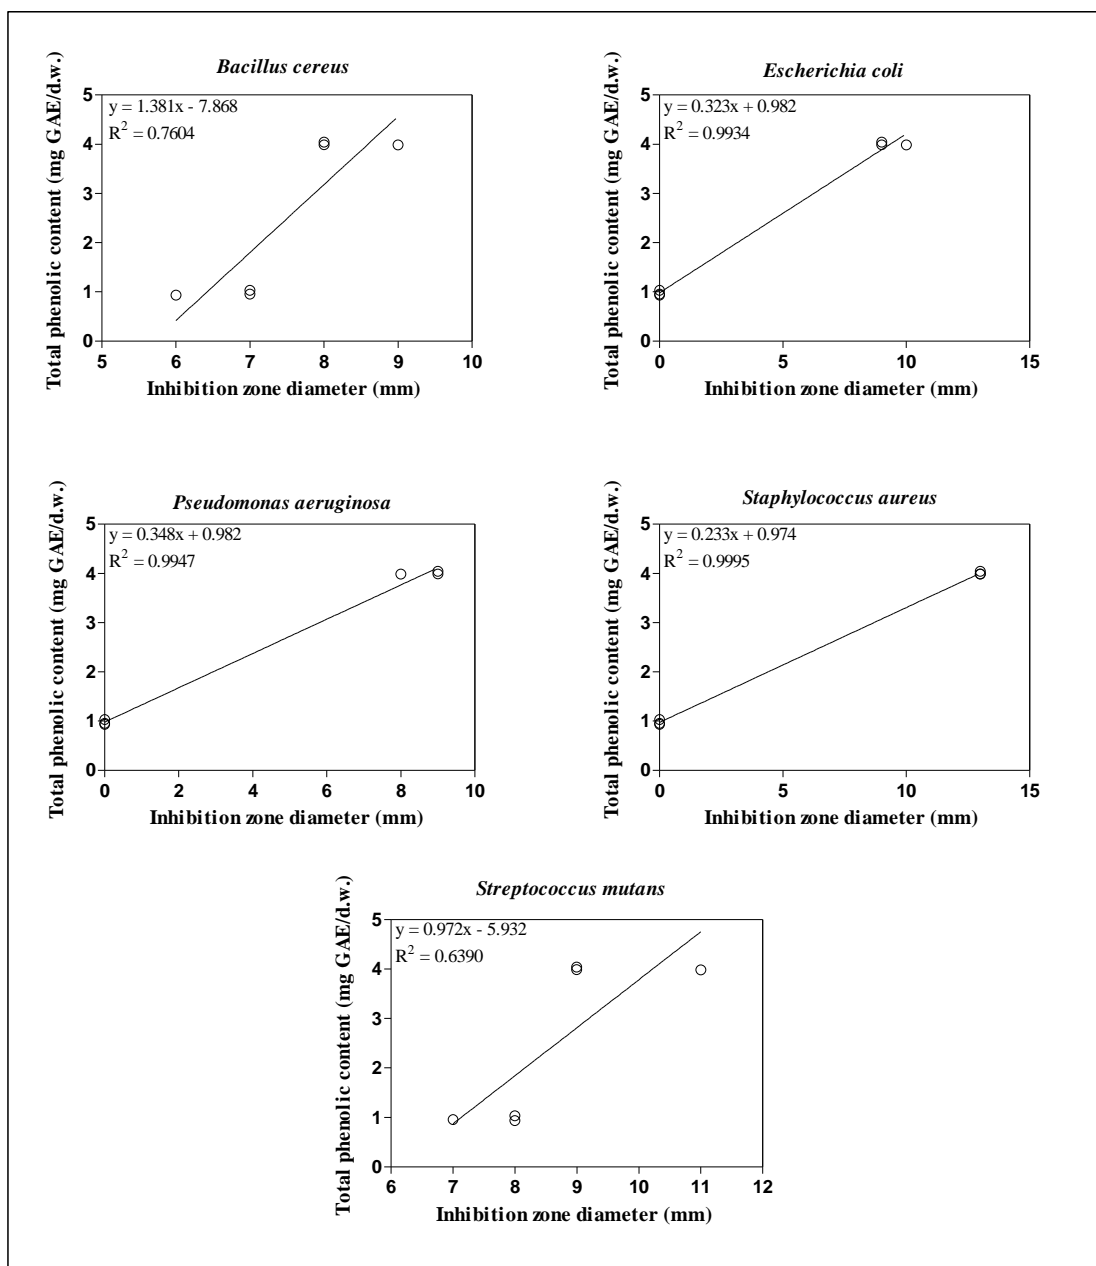 Bacillus cereus
Total phenolic content (mg GAE/d.w.)
y = 1.381x - 7.868
R² = 0.7604
5
4
3
2
1
0
5 6 7 8 9 10
Inhibition zone diameter (mm)
Escherichia coli
Total phenolic content (mg GAE/d.w.)
y = 0.323x + 0.982
R² = 0.9934
5
4
3
2
1
0
0 5 10 15
Inhibition zone diameter (mm)
Pseudomonas aeruginosa
Total phenolic content (mg GAE/d.w.)
y = 0.348x + 0.982
R² = 0.9947
5
4
3
2
1
0
0 2 4 6 8 10
Inhibition zone diameter (mm)
Staphylococcus aureus
Total phenolic content (mg GAE/d.w.)
y = 0.233x + 0.974
R² = 0.9995
5
4
3
2
1
0
0 5 10 15
Inhibition zone diameter (mm)
Streptococcus mutans
Total phenolic content (mg GAE/d.w.)
y = 0.972x - 5.932
R² = 0.6390
5
4
3
2
1
0
6 7 8 9 10 11 12
Inhibition zone diameter (mm)